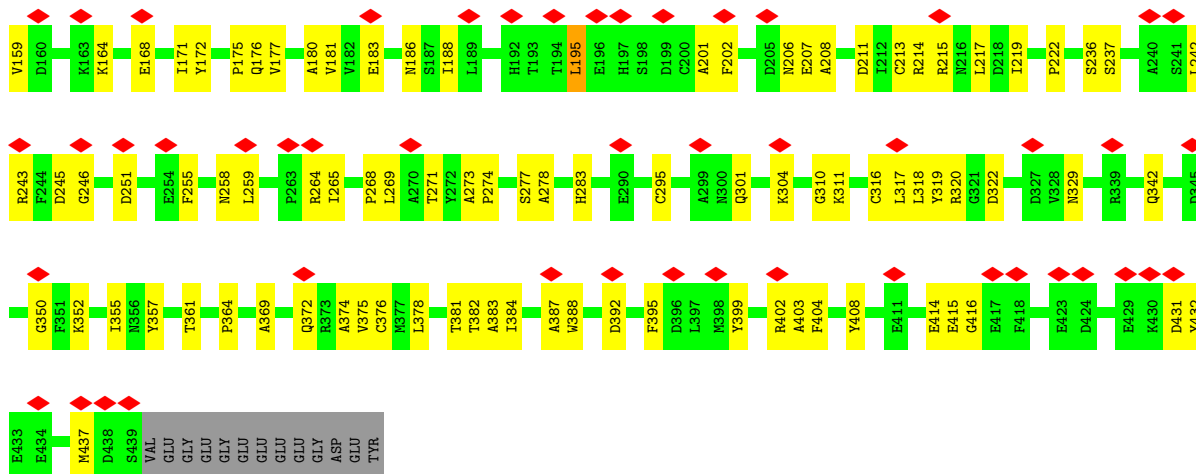 V159 D160 K163 K164 E168 I171 Y172 P175 Q176 V177 A180 V181 V182 E183 N186 S187 I188 L189 H192 T193 T194 L195 E196 H197 S198 D199 C200 A201 F202 D205 N206 E207 A208 D211 I212 C213 R214 R215 N216 L217 D218 I219 P222 S236 S237 A240 S241 L242
R243 F244 D245 G246 D251 E254 F255 N258 L259 P263 R264 I265 P268 L269 A270 T271 Y272 A273 P274 S277 A278 H283 E290 C295 A299 N300 Q301 K304 G310 K311 C316 L317 L318 Y319 R320 G321 D322 D327 V328 N329 R339 Q342 D345
G350 F351 K352 I355 N356 Y357 T361 P364 A369 Q372 R373 A374 V375 C376 M377 L378 T381 T382 A383 I384 A387 W388 D392 F395 D396 L397 M398 Y399 R402 A403 F404 Y408 E411 E414 E415 G416 E417 F418 E423 D424 E429 K430 D431 Y432
E433 E434 M437 D438 S439 VAL GLU GLY GLU GLY GLU GLU GLU GLU GLY ASP GLU TYR